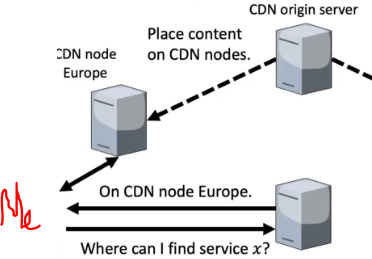 CDN origin server
Place content
on CDN nodes.
CDN node
Europe
Me
On CDN node Europe.
Where can I find service x?